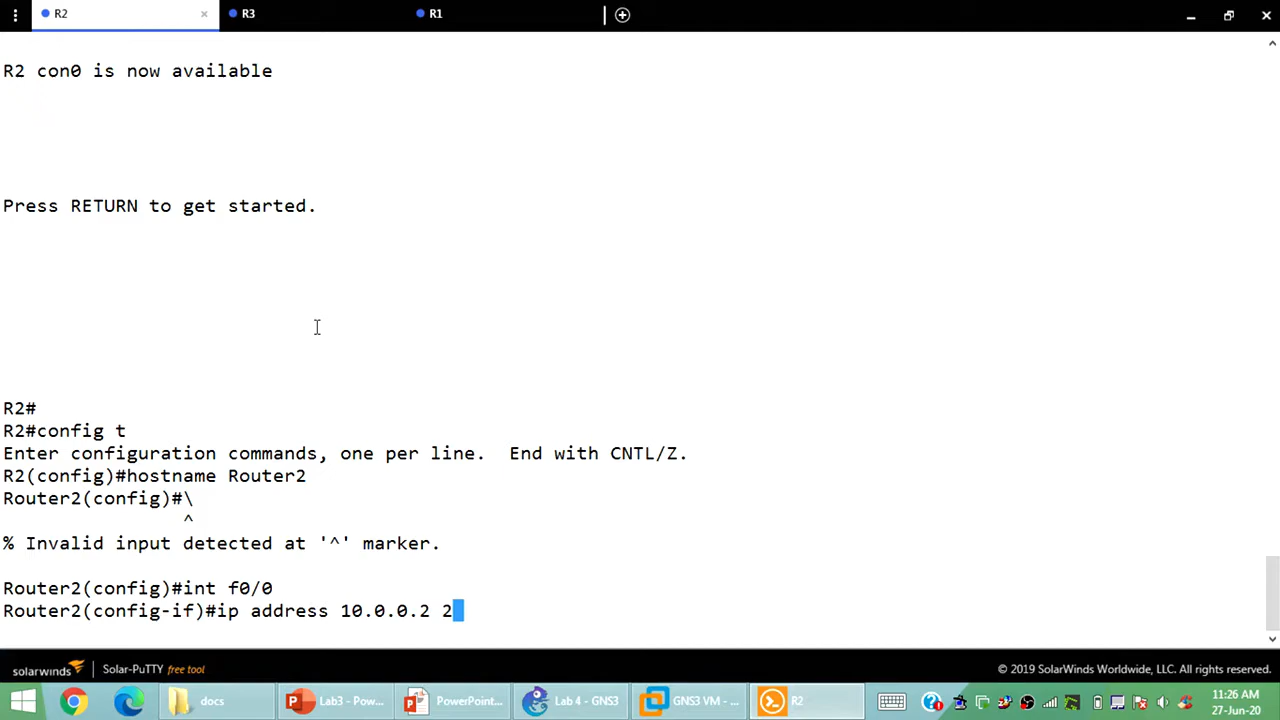 R2 × R3 R1
R2 con0 is now available
Press RETURN to get started.
R2#
R2#config t
Enter configuration commands, one per line.  End with CNTL/Z.
R2(config)#hostname Router2
Router2(config)#\
^
% Invalid input detected at '^' marker.
Router2(config)#int f0/0
Router2(config-if)#ip address 10.0.0.2 2
solarwinds | Solar-PuTTY free tool © 2019 SolarWinds Worldwide, LLC. All rights reserved.
docs Lab3 - Pow... PowerPoint... Lab 4 - GNS3 GNS3 VM - ... R2 11:26 AM
27-Jun-20